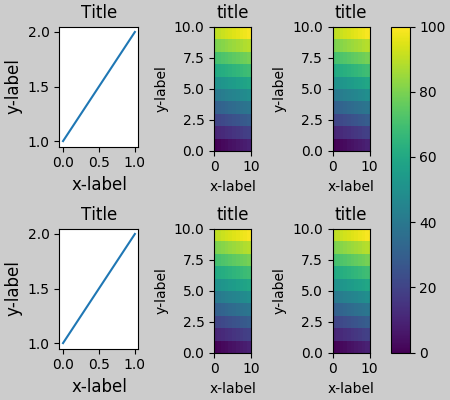 Title title title
2.0 10.0 10.0 100
7.5 7.5 80
y-label 1.5 y-label 5.0 y-label 5.0 60
2.5 2.5
1.0 0.0 0.0
0.0 0.5 1.0 0 10 0 10
x-label x-label x-label
40
Title title title
2.0 10.0 10.0
7.5 7.5 20
y-label 1.5 y-label 5.0 y-label 5.0
2.5 2.5
1.0 0.0 0.0 0
0.0 0.5 1.0 0 10 0 10
x-label x-label x-label